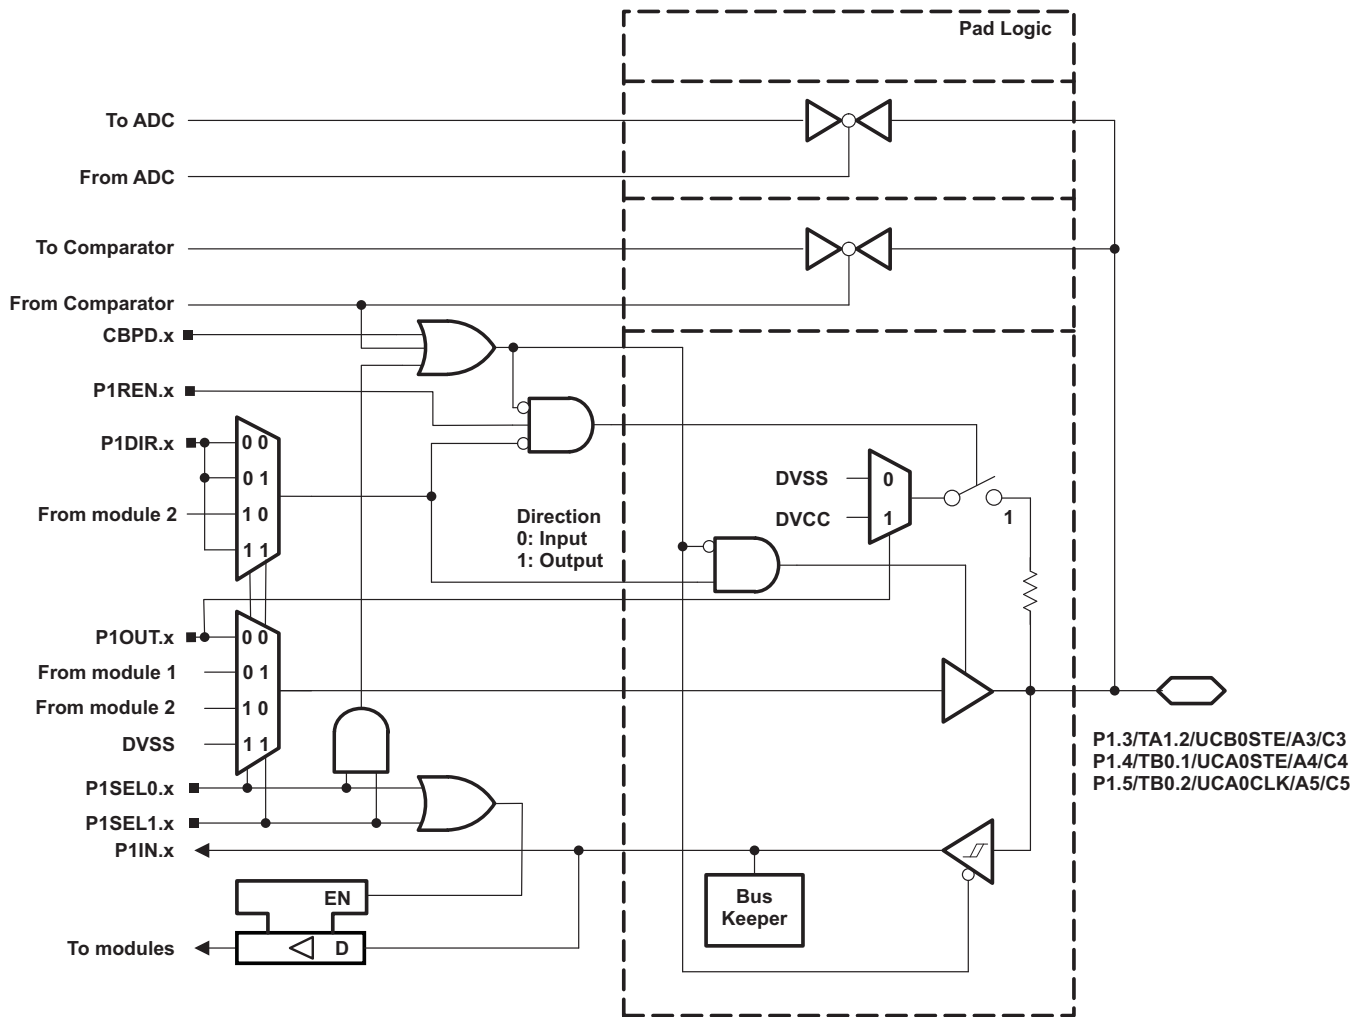 Pad Logic
To ADC
From ADC
To Comparator
From Comparator
CBPD.x
P1REN.x
P1DIR.x
0 0
0 1
From module 2
1 0
1 1
Direction
0: Input
1: Output
DVSS
0
DVCC
1
1
P1OUT.x
0 0
From module 1
0 1
From module 2
1 0
DVSS
1 1
P1.3/TA1.2/UCB0STE/A3/C3
P1.4/TB0.1/UCA0STE/A4/C4
P1.5/TB0.2/UCA0CLK/A5/C5
P1SEL0.x
P1SEL1.x
P1IN.x
Bus
Keeper
EN
To modules
D